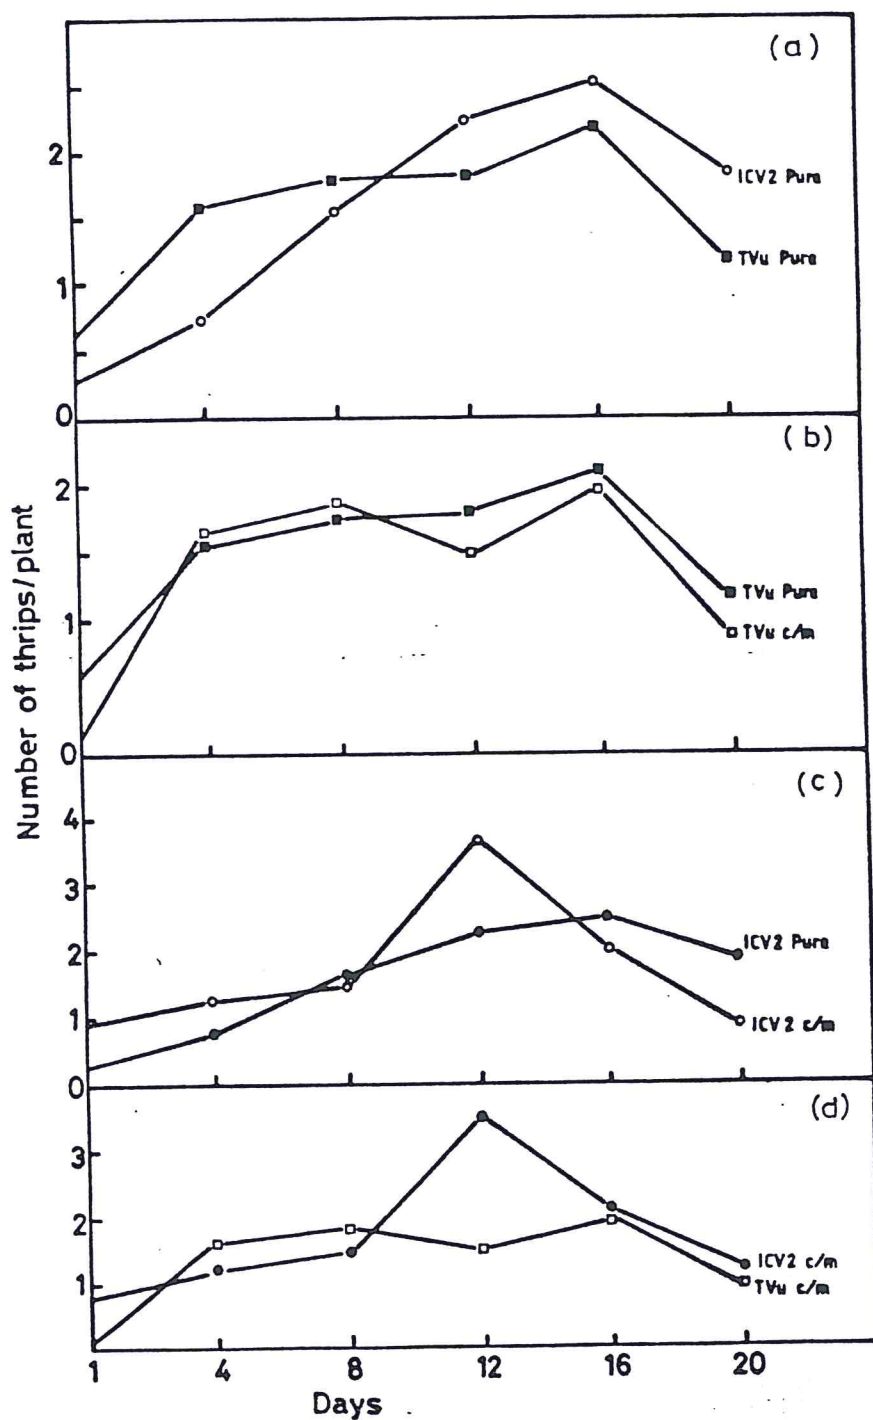 (a)
2
1
0
ICV2 Pure
TVu Pure
(b)
2
1
0
TVu Pure
TVu c/m
Number of thrips/plant
(c)
4
3
2
1
0
ICV2 Pure
ICV2 c/m
(d)
3
2
1
ICV2 c/m
TVu c/m
1 4 8 12 16 20
Days